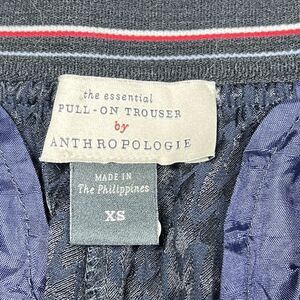 the essential
PULL-ON TROUSER
by
ANTHROPOLOGIE
MADE IN
The Philippines
XS